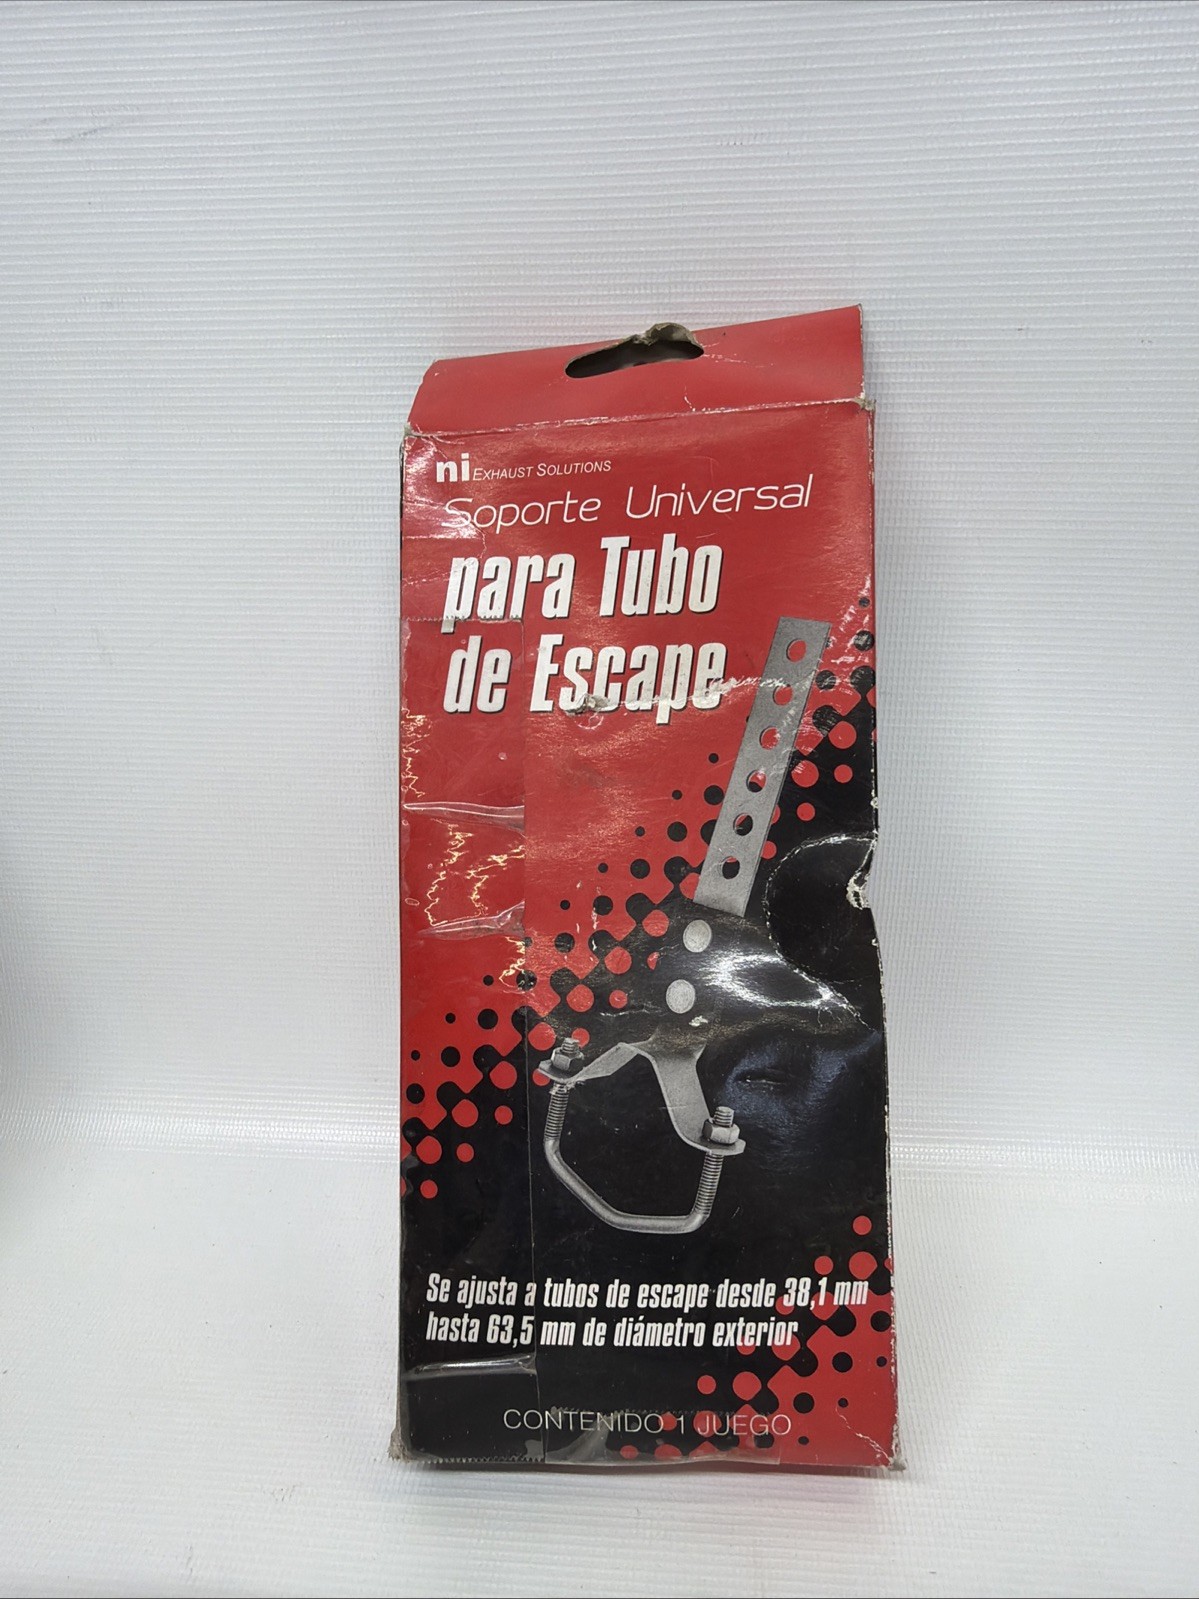 ni EXHAUST SOLUTIONS
Soporte Universal
para Tubo
de Escape
Se ajusta a tubos de escape desde 38,1 mm
hasta 63,5 mm de diámetro exterior
CONTENIDO 1 JUEGO